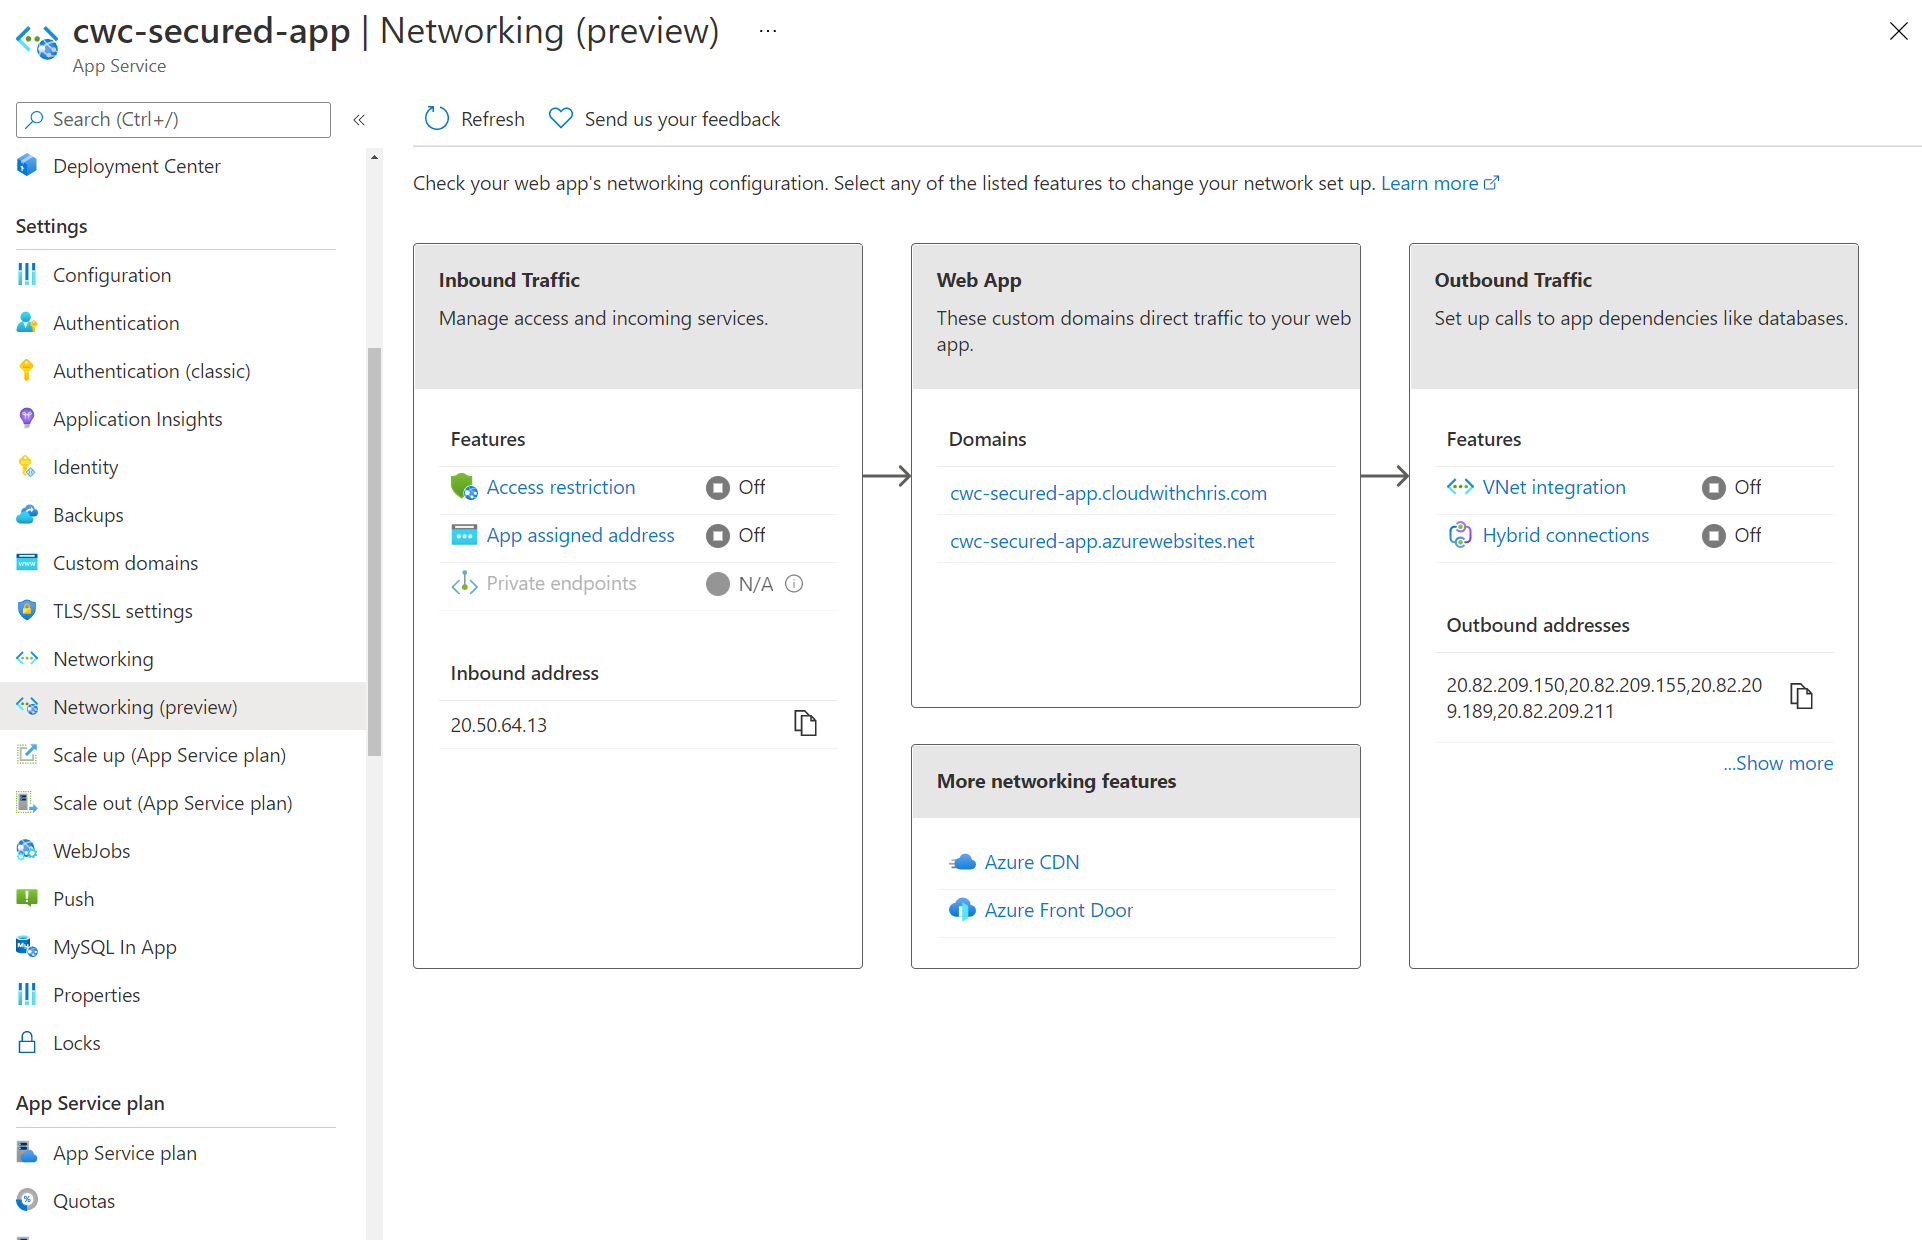 cwc-secured-app | Networking (preview) ...
App Service
Search (Ctrl+/)
«
Deployment Center
Settings
Configuration
Authentication
Authentication (classic)
Application Insights
Identity
Backups
Custom domains
TLS/SSL settings
Networking
Networking (preview)
Scale up (App Service plan)
Scale out (App Service plan)
WebJobs
Push
MySQL In App
Properties
Locks
App Service plan
App Service plan
Quotas
Refresh
Send us your feedback
Check your web app's networking configuration. Select any of the listed features to change your network set up. Learn more
Inbound Traffic
Manage access and incoming services.
Features
Access restriction Off
App assigned address Off
Private endpoints N/A
Inbound address
20.50.64.13
Web App
These custom domains direct traffic to your web
app.
Domains
cwc-secured-app.cloudwithchris.com
cwc-secured-app.azurewebsites.net
More networking features
Azure CDN
Azure Front Door
Outbound Traffic
Set up calls to app dependencies like databases.
Features
VNet integration Off
Hybrid connections Off
Outbound addresses
20.82.209.150,20.82.209.155,20.82.20
9.189,20.82.209.211
...Show more